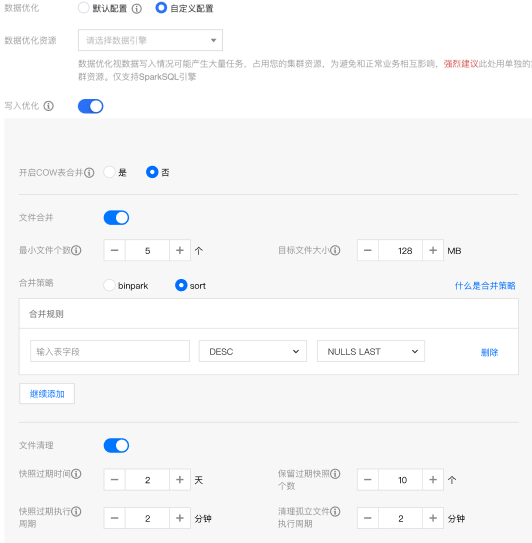 数据优化 默认配置 自定义配置
数据优化资源 请选择数据引擎
数据优化视数据写入情况可能产生大量任务，占用您的集群资源，为避免和正常业务相互影响，强烈建议此处用单独的
群资源。仅支持SparkSQL引擎
写入优化
开启COW表合并 是 否
文件合并
最小文件个数 − 5 + 个 目标文件大小 − 128 + MB
合并策略 binpark sort 什么是合并策略
合并规则
输入表字段 DESC NULLS LAST 删除
继续添加
文件清理
快照过期时间 − 2 + 天 保留过期快照
个数 − 10 + 个
快照过期执行
周期 − 2 + 分钟 清理孤立文件
执行周期 − 2 + 分钟